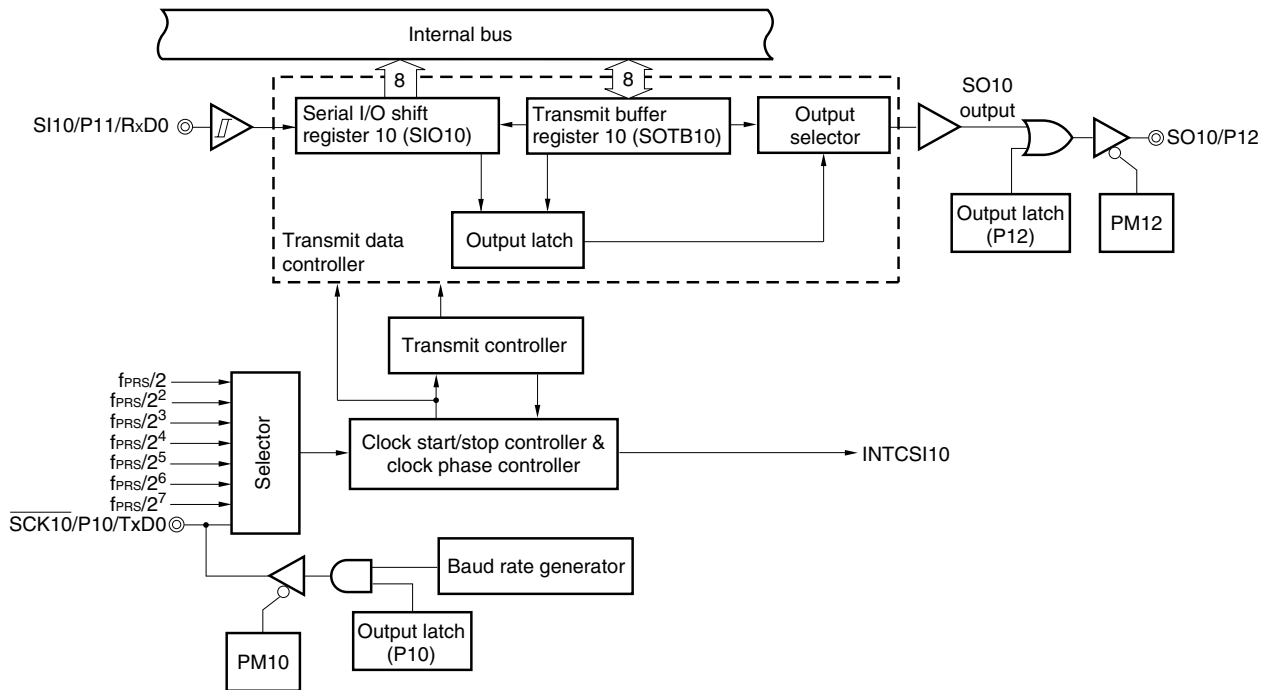 Internal bus
8
8
SI10/P11/RxD0
Serial I/O shift
register 10 (SIO10)
Transmit buffer
register 10 (SOTB10)
Output
selector
SO10
output
SO10/P12
Output latch
(P12)
PM12
Output latch
Transmit data
controller
Transmit controller
fPRS/2
fPRS/2²
fPRS/2³
fPRS/2⁴
fPRS/2⁵
fPRS/2⁶
fPRS/2⁷
Selector
Clock start/stop controller &
clock phase controller
INTCSI10
SCK10/P10/TxD0
Baud rate generator
Output latch
(P10)
PM10